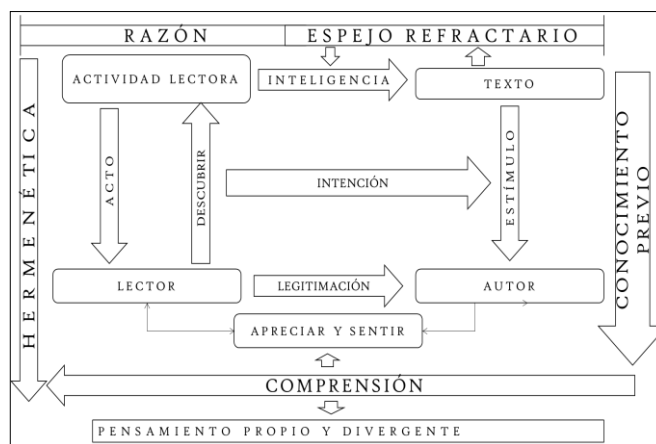 RAZÓN
ESPEJO REFRACTARIO
ACTIVIDAD LECTORA
INTELIGENCIA
TEXTO
HERMENÉTICA
ACTO
DESCUBRIR
INTENCIÓN
ESTÍMULO
CONOCIMIENTO
PREVIO
LECTOR
LEGITIMACIÓN
AUTOR
APRECIAR Y SENTIR
COMPRENSIÓN
PENSAMIENTO PROPIO Y DIVERGENTE